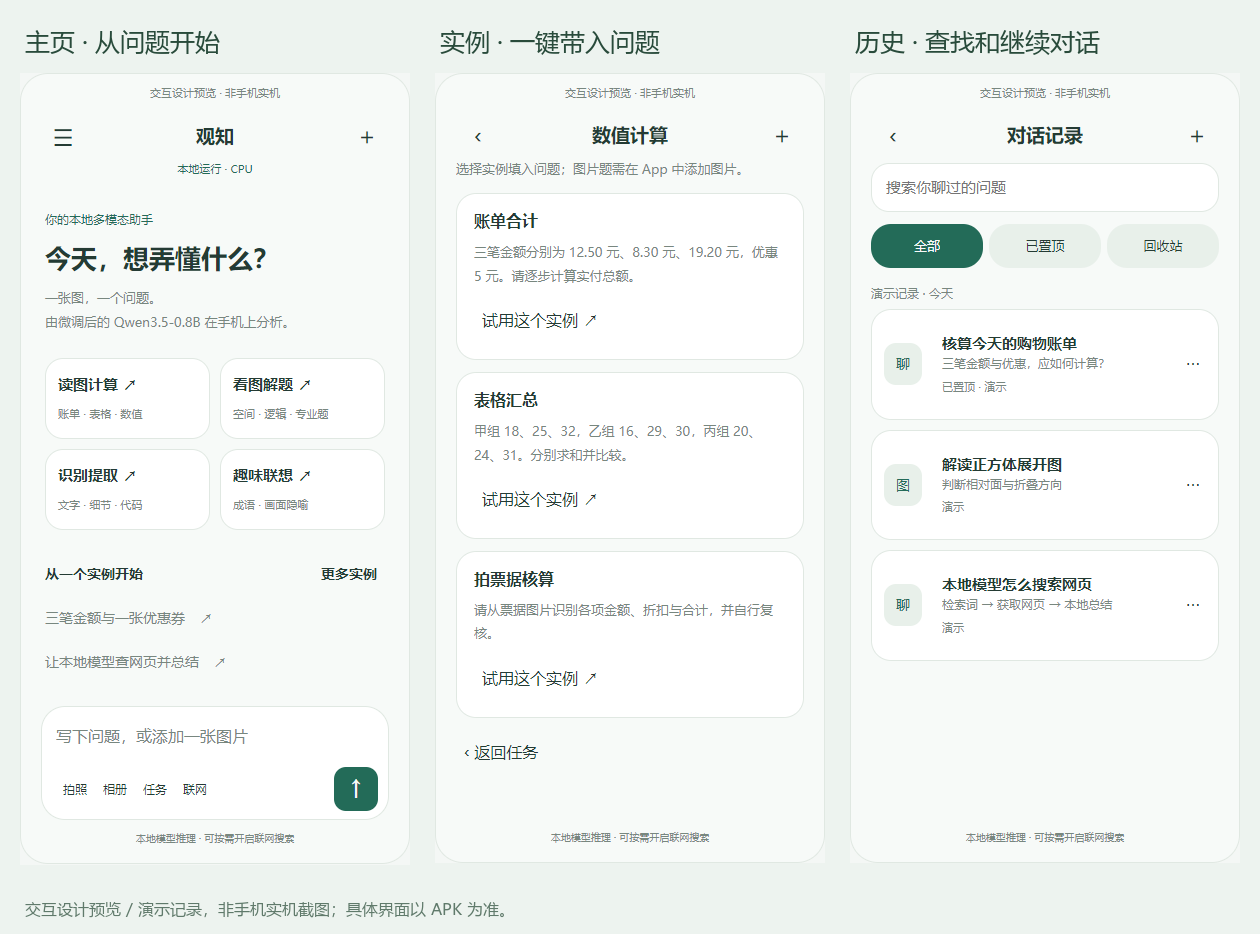 主页 · 从问题开始
交互设计预览 · 非手机实机
☰ 观知 +
本地运行 · CPU
你的本地多模态助手
今天，想弄懂什么？
一张图，一个问题。
由微调后的 Qwen3.5-0.8B 在手机上分析。
读图计算 ↗
账单 · 表格 · 数值
看图解题 ↗
空间 · 逻辑 · 专业题
识别提取 ↗
文字 · 细节 · 代码
趣味联想 ↗
成语 · 画面隐喻
从一个实例开始 更多实例
三笔金额与一张优惠券 ↗
让本地模型查网页并总结 ↗
写下问题，或添加一张图片
拍照 相册 任务 联网 ↑
本地模型推理 · 可按需开启联网搜索
实例 · 一键带入问题
交互设计预览 · 非手机实机
‹ 数值计算 +
选择实例填入问题；图片题需在 App 中添加图片。
账单合计
三笔金额分别为 12.50 元、8.30 元、19.20 元，优惠
5 元。请逐步计算实付总额。
试用这个实例 ↗
表格汇总
甲组 18、25、32，乙组 16、29、30，丙组 20、
24、31。分别求和并比较。
试用这个实例 ↗
拍票据核算
请从票据图片识别各项金额、折扣与合计，并自行复
核。
试用这个实例 ↗
‹ 返回任务
本地模型推理 · 可按需开启联网搜索
历史 · 查找和继续对话
交互设计预览 · 非手机实机
‹ 对话记录 +
搜索你聊过的问题
全部 已置顶 回收站
演示记录 · 今天
聊
核算今天的购物账单
三笔金额与优惠，应如何计算？
已置顶 · 演示
…
图
解读正方体展开图
判断相对面与折叠方向
演示
…
聊
本地模型怎么搜索网页
检索词 → 获取网页 → 本地总结
演示
…
本地模型推理 · 可按需开启联网搜索
交互设计预览 / 演示记录，非手机实机截图；具体界面以 APK 为准。